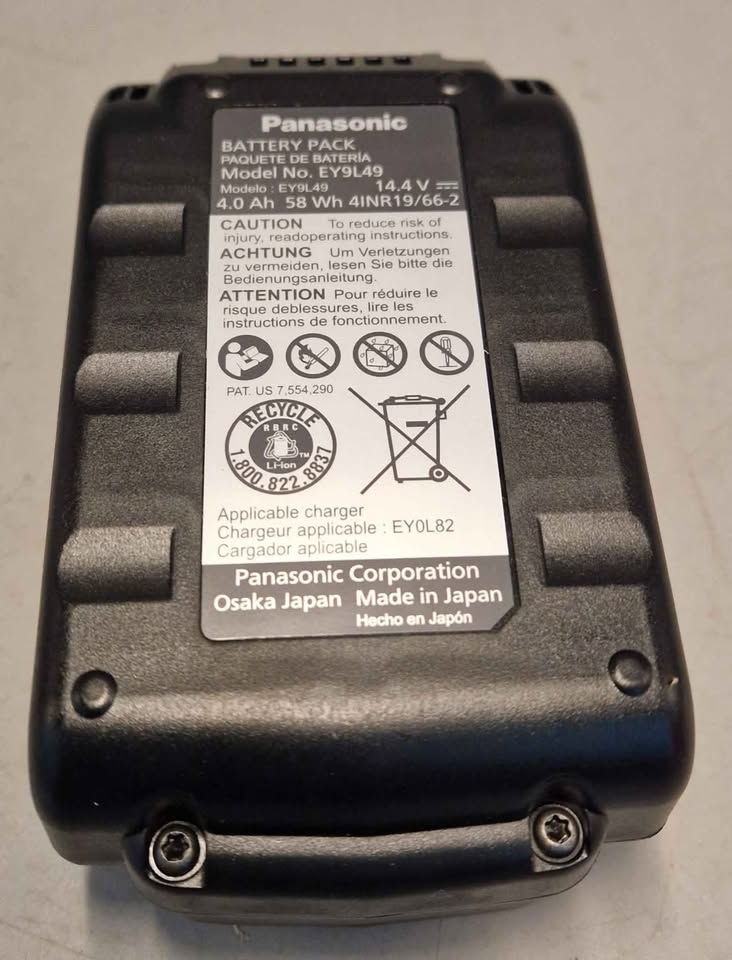 Panasonic
BATTERY PACK
PAQUETE DE BATERÍA
Model No. EY9L49
Modelo : EY9L49 14.4 V
4.0 Ah 58 Wh 4INR19/66-2
CAUTION To reduce risk of
injury, readoperating instructions.
ACHTUNG Um Verletzungen
zu vermeiden, lesen Sie bitte die
Bedienungsanleitung.
ATTENTION Pour réduire le
risque deblessures, lire les
instructions de fonctionnement.
PAT. US 7,554,290
RECYCLE
RBRC
TM
Li-ion
1.800.822.8837
Applicable charger
Chargeur applicable : EY0L82
Cargador aplicable
Panasonic Corporation
Osaka Japan Made in Japan
Hecho en Japón